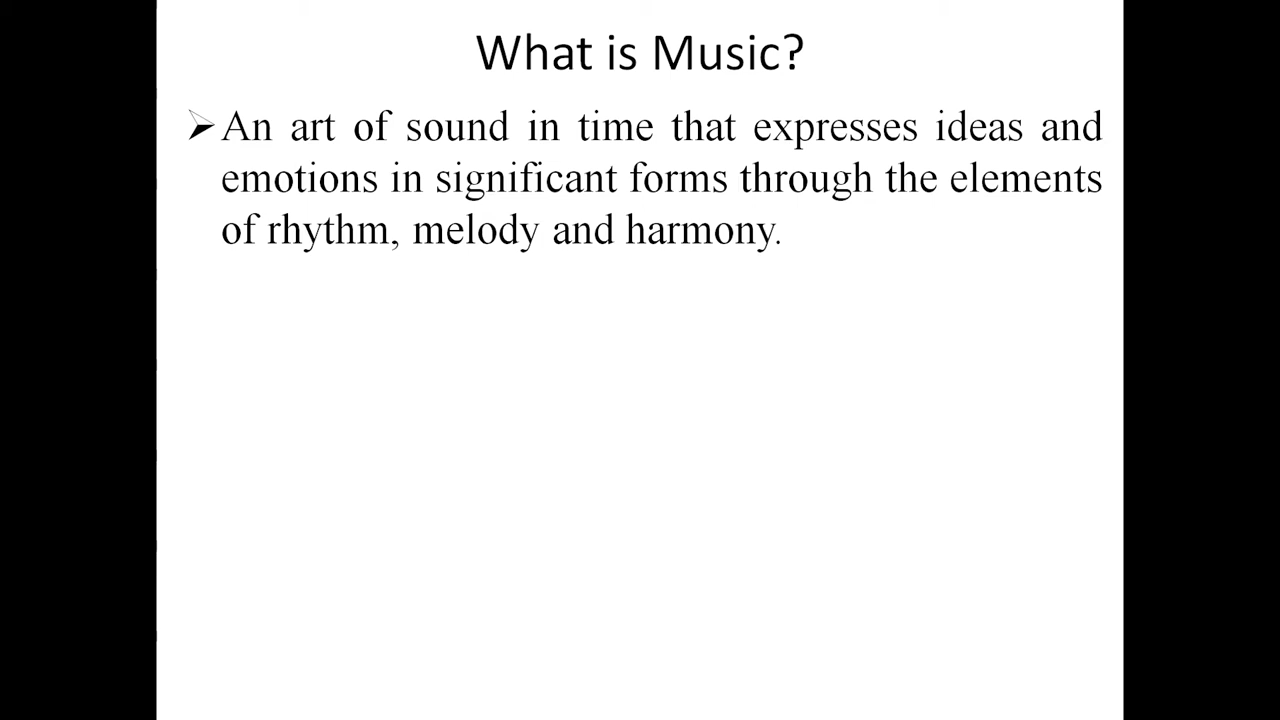 What is Music?
➢An art of sound in time that expresses ideas and
emotions in significant forms through the elements
of rhythm, melody and harmony.